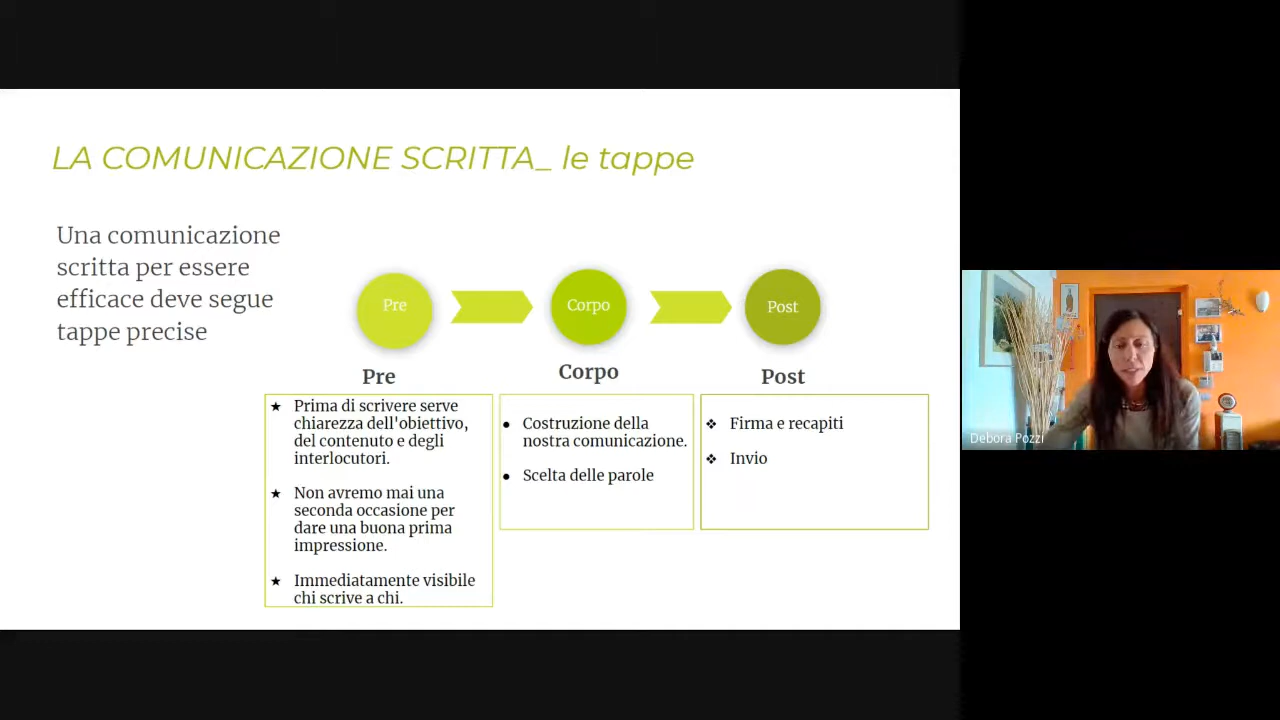 LA COMUNICAZIONE SCRITTA_ le tappe
Una comunicazione
scritta per essere
efficace deve segue
tappe precise
Pre
Corpo
Post
Pre
Corpo
Post
★ Prima di scrivere serve
chiarezza dell'obiettivo,
del contenuto e degli
interlocutori.
★ Non avremo mai una
seconda occasione per
dare una buona prima
impressione.
★ Immediatamente visibile
chi scrive a chi.
● Costruzione della
nostra comunicazione.
● Scelta delle parole
❖ Firma e recapiti
❖ Invio
Debora Pozzi